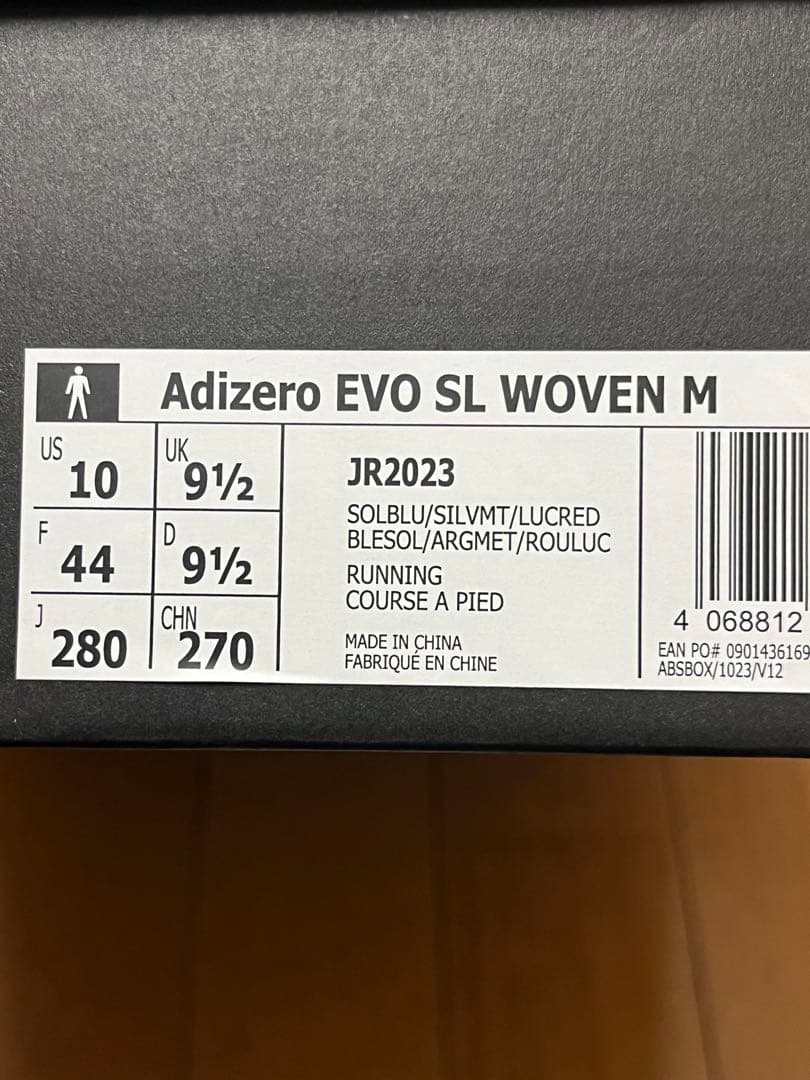 Adizero EVO SL WOVEN M
US 10
UK 9½
F 44
D 9½
J 280
CHN 270
JR2023
SOLBLU/SILVMT/LUCRED
BLESOL/ARGMET/ROULUC
RUNNING
COURSE A PIED
MADE IN CHINA
FABRIQUÉ EN CHINE
4 068812
EAN PO# 0901436169
ABSBOX/1023/V12